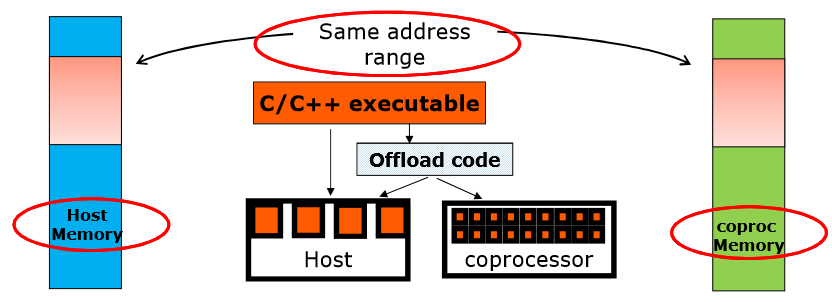 Same address
range
C/C++ executable
Offload code
Host
Memory
Host
coprocessor
coproc
Memory